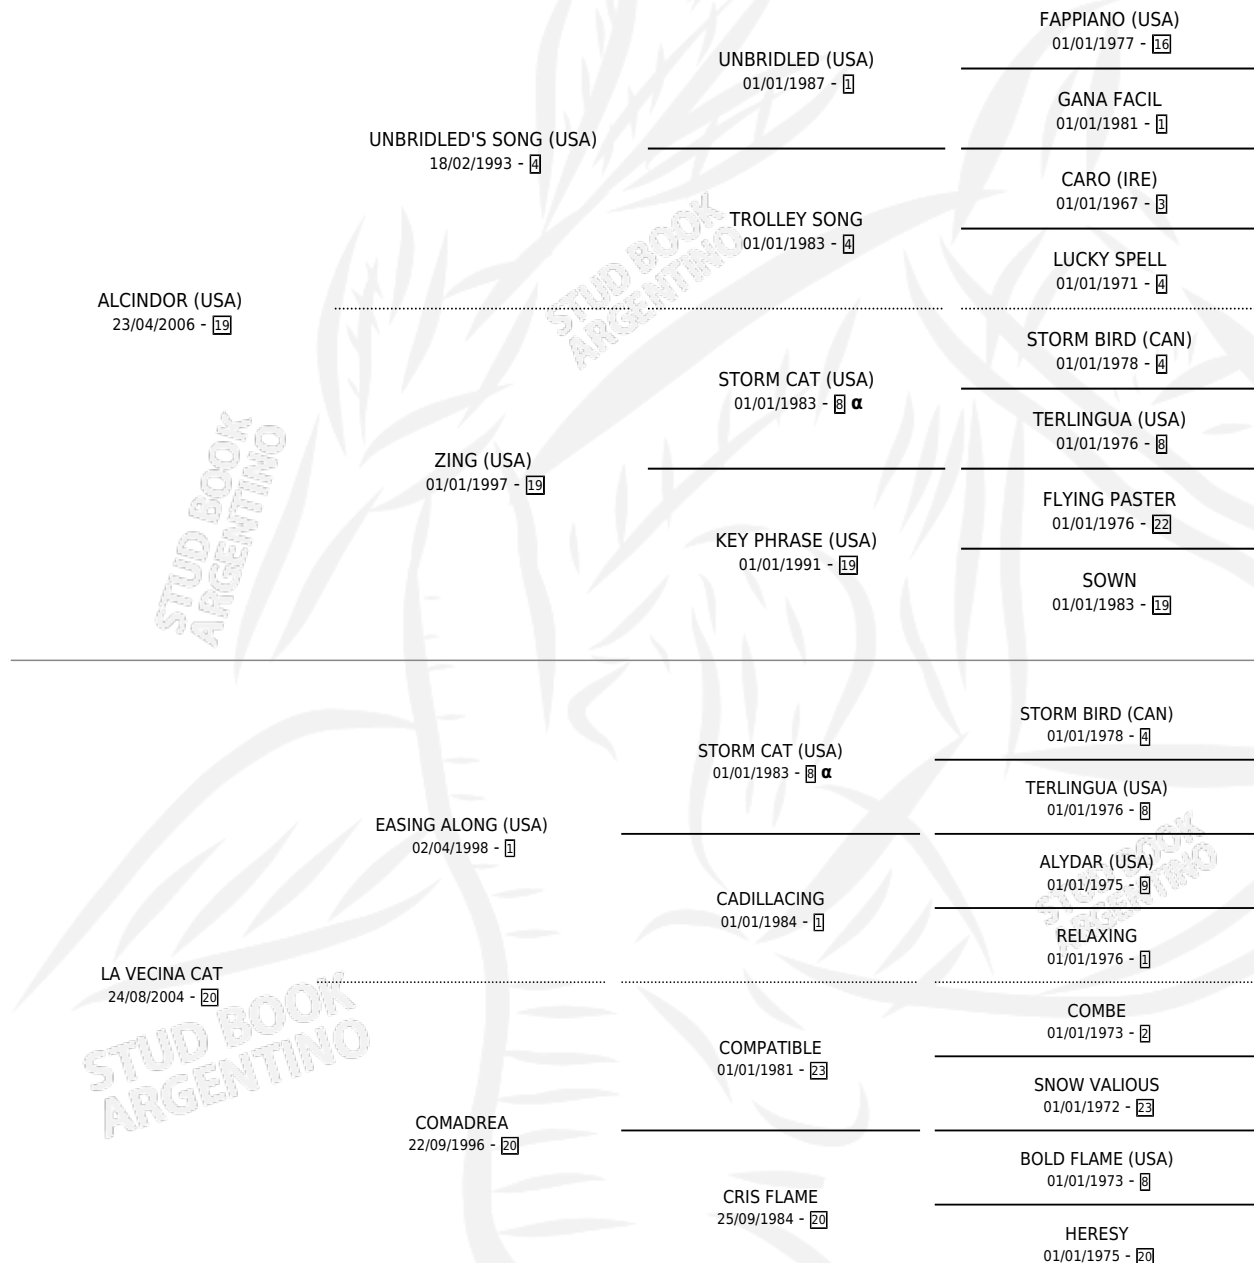 FAPPIANO (USA)
01/01/1977 - 16
UNBRIDLED (USA)
01/01/1987 - 1
GANA FACIL
01/01/1981 - 1
UNBRIDLED'S SONG (USA)
18/02/1993 - 4
CARO (IRE)
01/01/1967 - 3
TROLLEY SONG
01/01/1983 - 4
LUCKY SPELL
01/01/1971 - 4
ALCINDOR (USA)
23/04/2006 - 19
STORM BIRD (CAN)
01/01/1978 - 4
STORM CAT (USA)
01/01/1983 - 8 α
TERLINGUA (USA)
01/01/1976 - 8
ZING (USA)
01/01/1997 - 19
FLYING PASTER
01/01/1976 - 22
KEY PHRASE (USA)
01/01/1991 - 19
SOWN
01/01/1983 - 19
STORM BIRD (CAN)
01/01/1978 - 4
STORM CAT (USA)
01/01/1983 - 8 α
TERLINGUA (USA)
01/01/1976 - 8
EASING ALONG (USA)
02/04/1998 - 1
ALYDAR (USA)
01/01/1975 - 9
CADILLACING
01/01/1984 - 1
RELAXING
01/01/1976 - 1
LA VECINA CAT
24/08/2004 - 20
COMBE
01/01/1973 - 2
COMPATIBLE
01/01/1981 - 23
SNOW VALIOUS
01/01/1972 - 23
COMADREA
22/09/1996 - 20
BOLD FLAME (USA)
01/01/1973 - 8
CRIS FLAME
25/09/1984 - 20
HERESY
01/01/1975 - 20
STUD BOOK
ARGENTINO
STUD BOOK
ARGENTINO
STUD BOOK
ARGENTINO
STUD BOOK
ARGENTINO